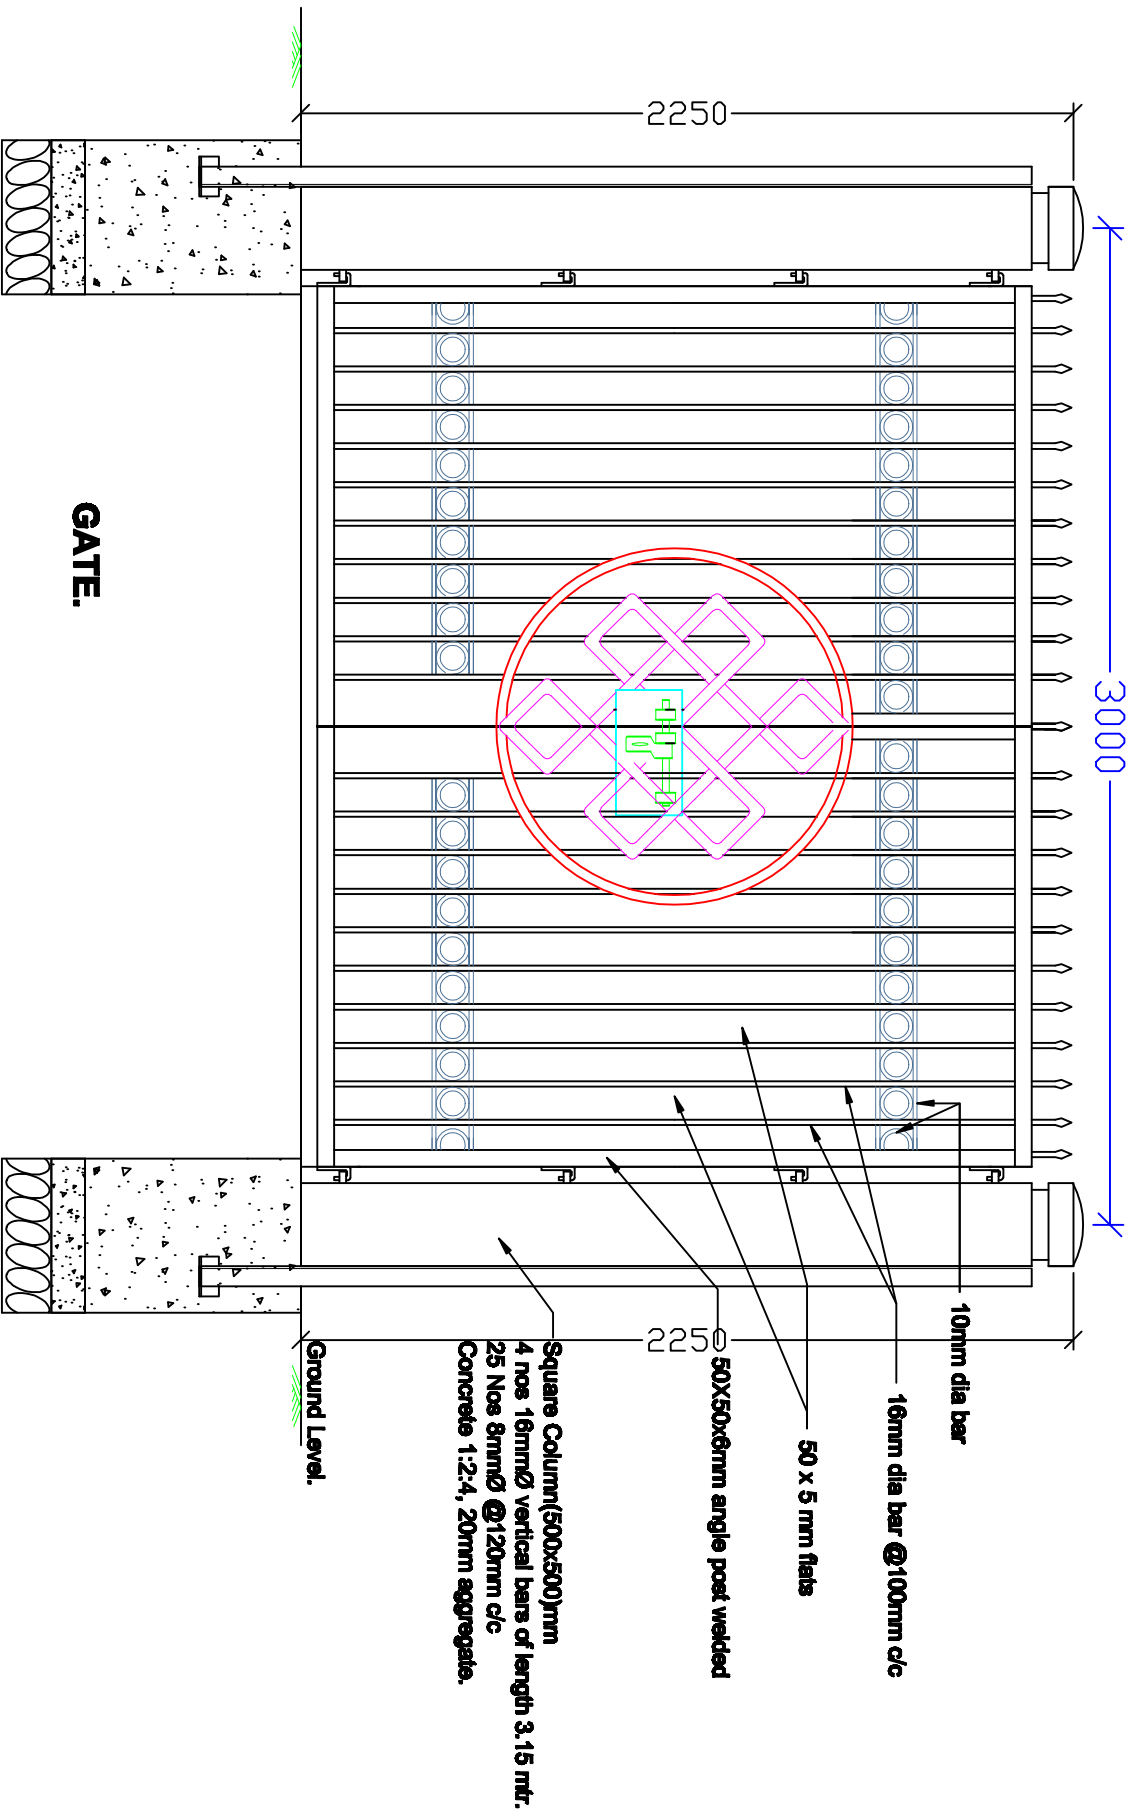 3000
2250
2250
10mm dia bar
16mm dia bar @100mm c/c
50 x 5 mm flats
50X50x6mm angle post welded
Square Column(500x500)mm
4 nos 16mmØ vertical bars of length 3.15 mtr.
25 Nos 8mmØ @120mm c/c
Concrete 1:2:4, 20mm aggregate.
Ground Level.
GATE.